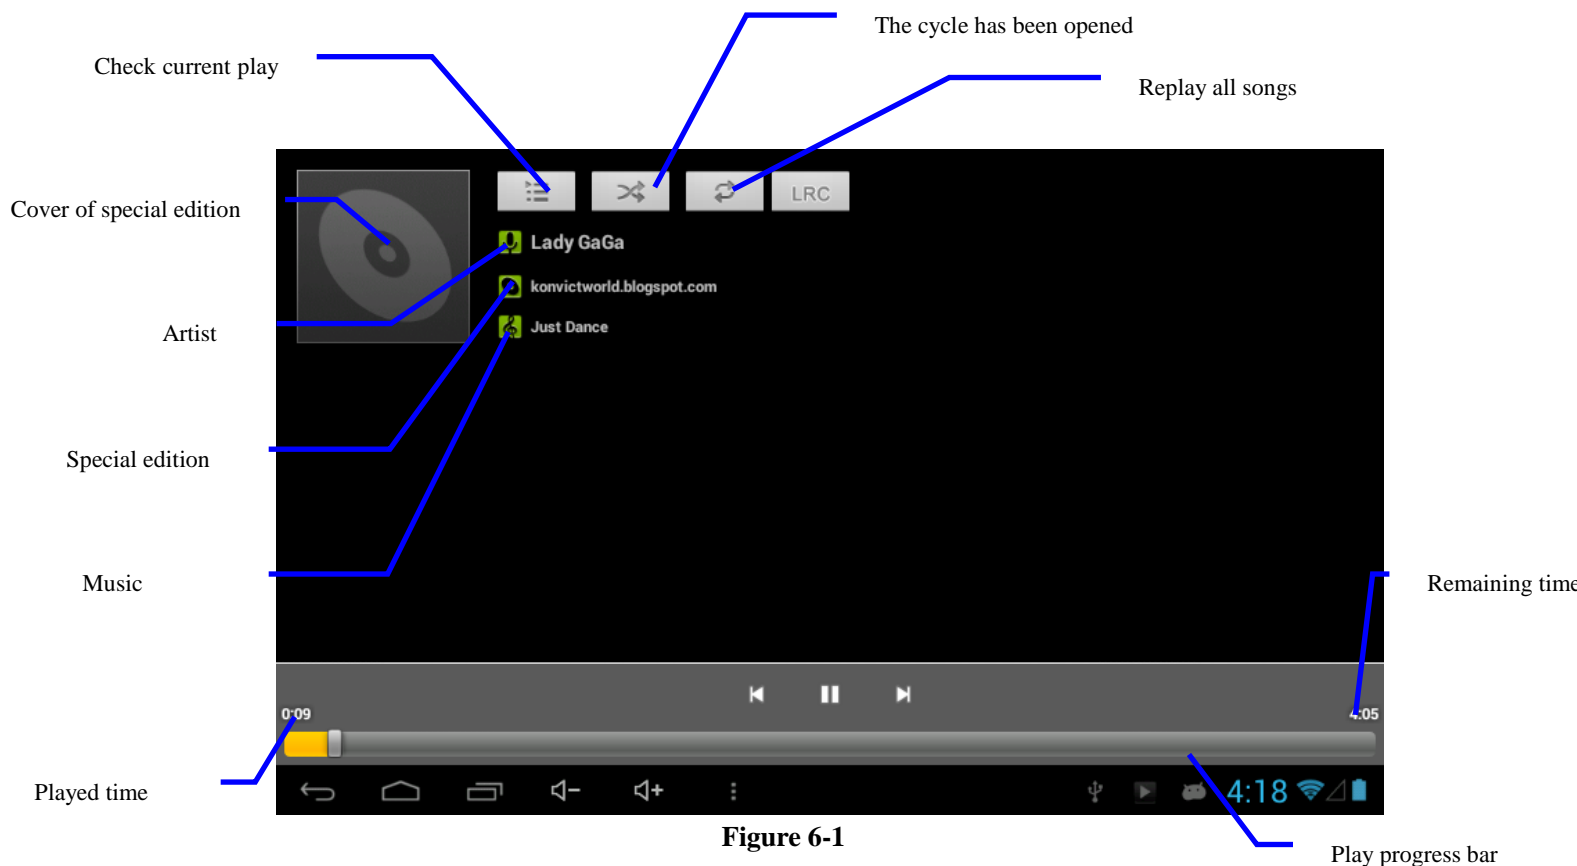 The cycle has been opened
Check current play
Replay all songs
LRC
Cover of special edition
Lady GaGa
konvictworld.blogspot.com
Artist
Just Dance
Special edition
Music
Remaining time
0:09
4:05
Played time
4:18
Figure 6-1
Play progress bar